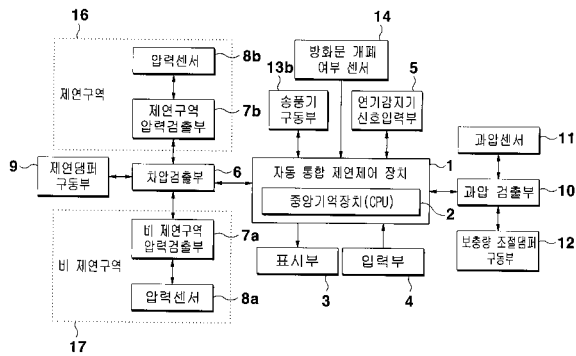 16
14
8b
13b
방화문 개폐
여부 센서
5
압력센서
제연구역
제연구역
압력검출부
7b
송풍기
구동부
연기감지기
신호입력부
과압센서
11
9
제연댐퍼
구동부
차압검출부
6
자동 통합 제연제어 장치
1
중앙기억장치(CPU)
2
과압 검출부
10
비 제연구역
압력검출부
7a
보충량 조절댐퍼
구동부
12
비 제연구역
표시부
입력부
압력센서
8a
3
4
17